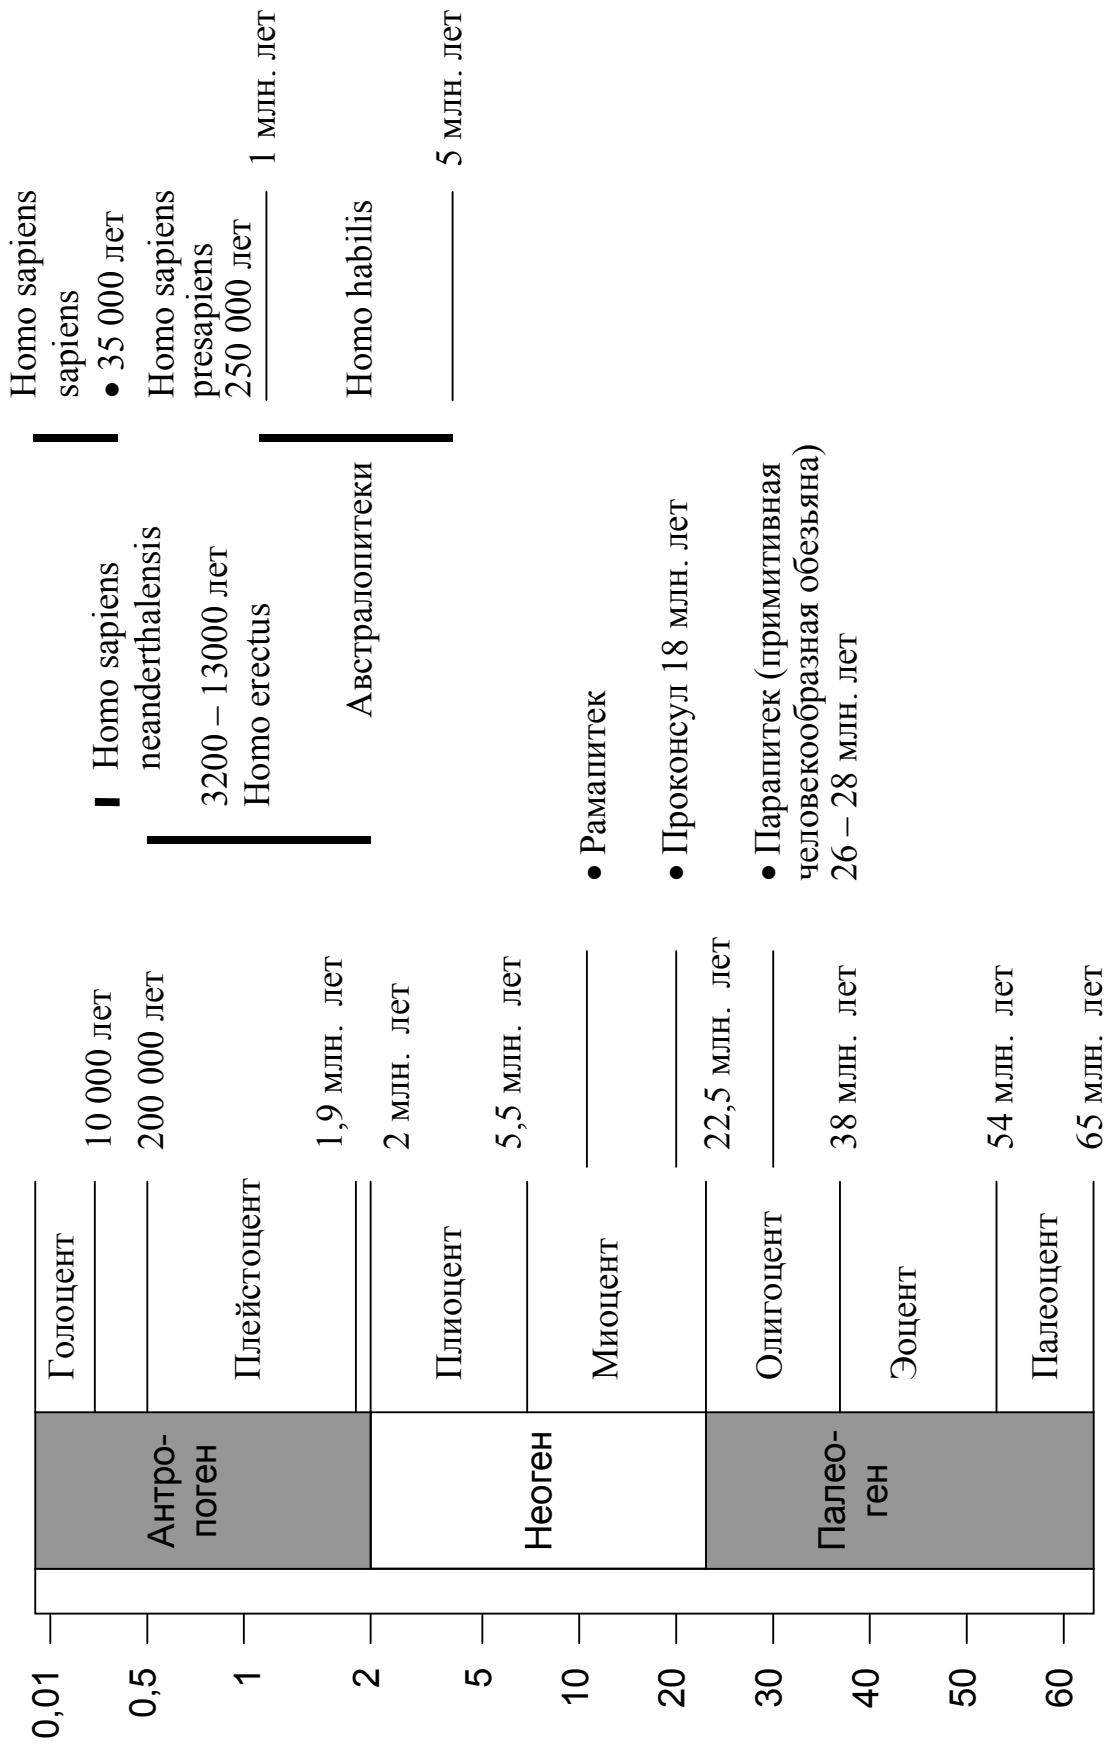 Homo sapiens
sapiens
• 35 000 лет
Homo sapiens
presapiens
250 000 лет
1 млн. лет
Homo habilis
5 млн. лет
Homo sapiens
neanderthalensis
3200 – 13000 лет
Homo erectus
Австралопитеки
• Рамапитек
• Проконсул 18 млн. лет
• Парапитек (примитивная
человекообразная обезьяна)
26 – 28 млн. лет
10 000 лет
200 000 лет
1,9 млн. лет
2 млн. лет
5,5 млн. лет
22,5 млн. лет
38 млн. лет
54 млн. лет
65 млн. лет
Голоцент
Плейстоцент
Плиоцент
Миоцент
Олигоцент
Эоцент
Палеоцент
Антро-
поген
Неоген
Палео-
ген
0,01
0,5
1
2
5
10
20
30
40
50
60